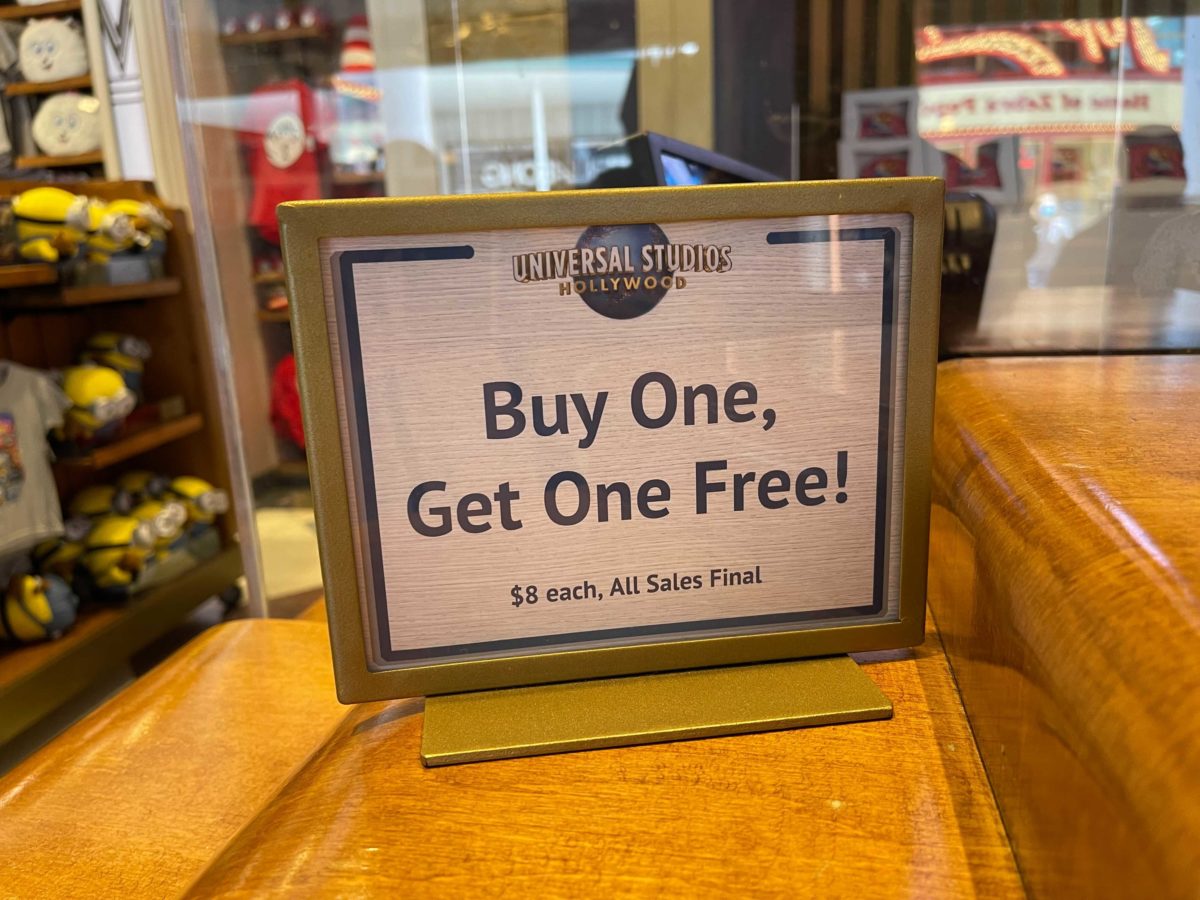 UNIVERSAL STUDIOS
HOLLYWOOD
Buy One,
Get One Free!
$8 each, All Sales Final